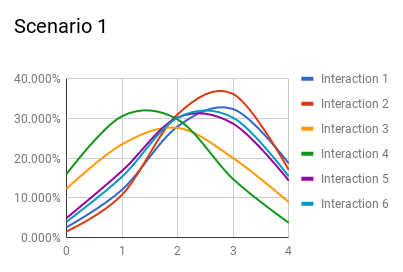 Scenario 1
40.000%
30.000%
20.000%
10.000%
0.000%
0 1 2 3 4
Interaction 1
Interaction 2
Interaction 3
Interaction 4
Interaction 5
Interaction 6